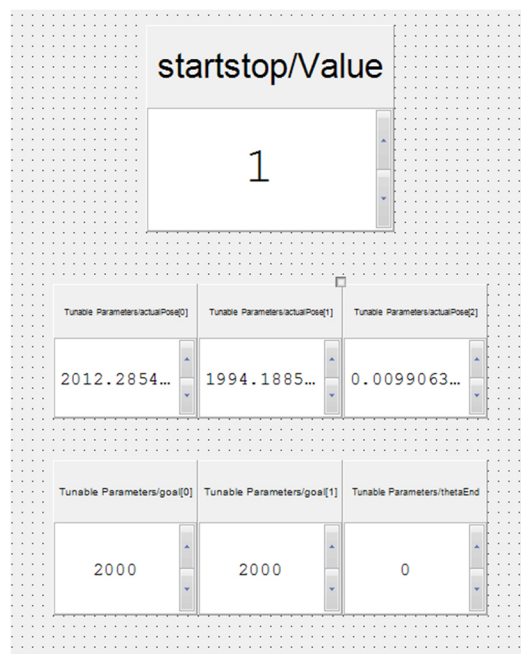 startstop/Value
1
Tunable Parameters/actualPose[0] Tunable Parameters/actualPose[1] Tunable Parameters/actualPose[2]
2012.2854... 1994.1885... 0.0099063...
Tunable Parameters/goal[0] Tunable Parameters/goal[1] Tunable Parameters/thetaEnd
2000 2000 0